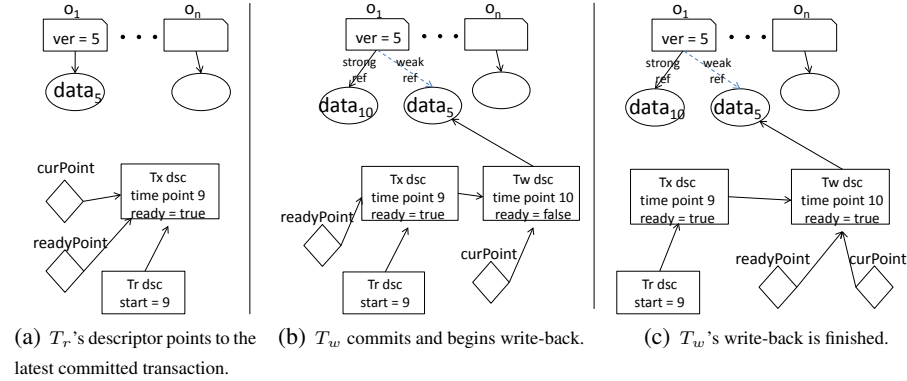 o₁
oₙ
ver = 5
data₅
curPoint
Tx dsc
time point 9
ready = true
readyPoint
Tr dsc
start = 9
(a) Tᵣ's descriptor points to the
latest committed transaction.
o₁
oₙ
ver = 5
strong
ref
weak
ref
data₁₀
data₅
Tx dsc
time point 9
ready = true
Tw dsc
time point 10
ready = false
readyPoint
curPoint
Tr dsc
start = 9
(b) T_w commits and begins write-back.
o₁
oₙ
ver = 5
strong
ref
weak
ref
data₁₀
data₅
Tx dsc
time point 9
ready = true
Tw dsc
time point 10
ready = true
readyPoint
curPoint
Tr dsc
start = 9
(c) T_w's write-back is finished.